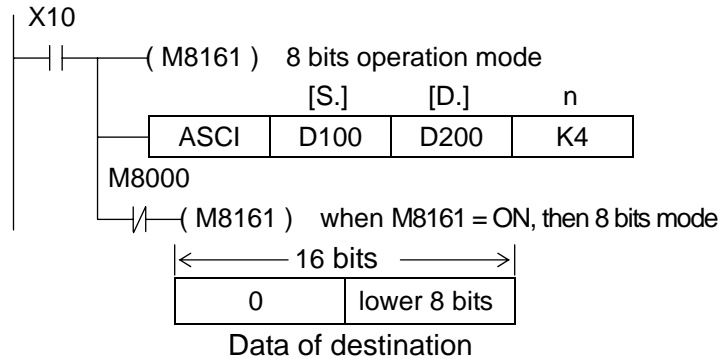 X10
( M8161 ) 8 bits operation mode
[S.] [D.] n
ASCI D100 D200 K4
M8000
( M8161 ) when M8161 = ON, then 8 bits mode
16 bits
0 lower 8 bits
Data of destination